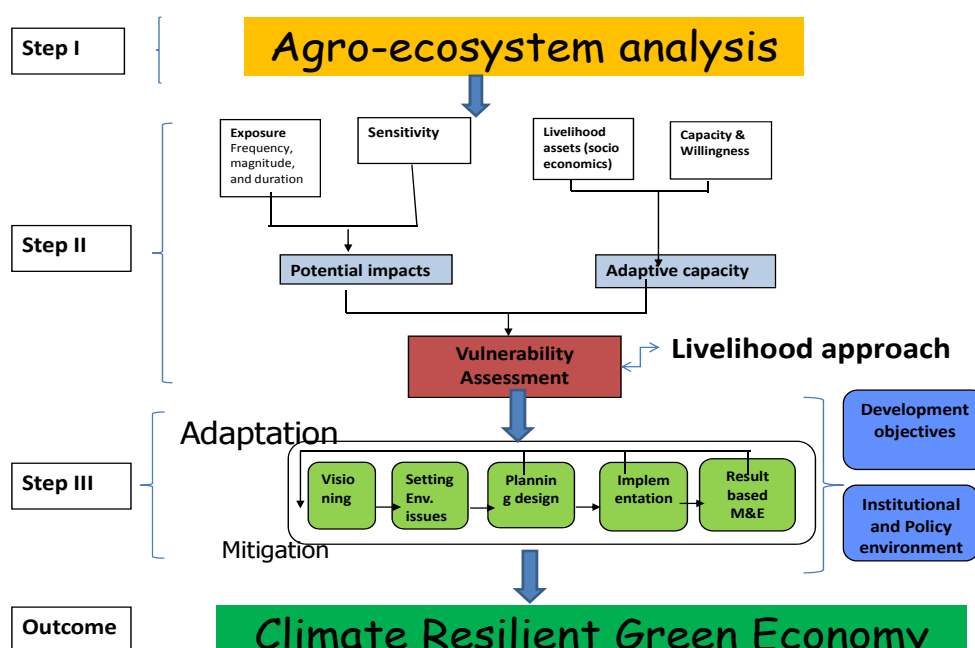 Step I
Agro-ecosystem analysis
Step II
Exposure
Frequency,
magnitude,
and duration
Sensitivity
Livelihood
assets (socio
economics)
Capacity &
Willingness
Potential impacts
Adaptive capacity
Vulnerability
Assessment
Livelihood approach
Step III
Adaptation
Visio
ning
Setting
Env.
issues
Plannin
g design
Implem
entation
Result
based
M&E
Mitigation
Development
objectives
Institutional
and Policy
environment
Outcome
Climate Resilient Green Economy